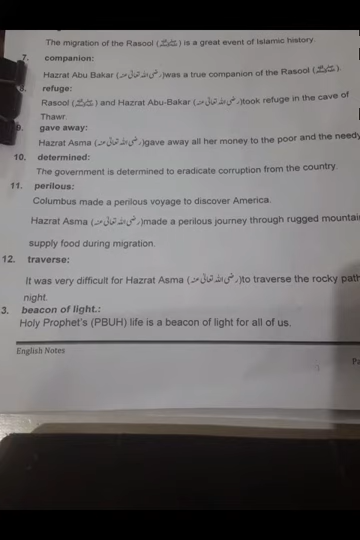 The migration of the Rasool (ﷺ) is a great event of Islamic history.
7. companion:
Hazrat Abu Bakar (رضی اللہ تعالیٰ عنہ) was a true companion of the Rasool (ﷺ).
8. refuge:
Rasool (ﷺ) and Hazrat Abu-Bakar (رضی اللہ تعالیٰ عنہ) took refuge in the cave of
Thawr.
9. gave away:
Hazrat Asma (رضی اللہ تعالیٰ عنہ) gave away all her money to the poor and the needy
10. determined:
The government is determined to eradicate corruption from the country.
11. perilous:
Columbus made a perilous voyage to discover America.
Hazrat Asma (رضی اللہ تعالیٰ عنہ) made a perilous journey through rugged mountai
supply food during migration.
12. traverse:
It was very difficult for Hazrat Asma (رضی اللہ تعالیٰ عنہ) to traverse the rocky path
night.
3. beacon of light.:
Holy Prophet's (PBUH) life is a beacon of light for all of us.
English Notes
Pa